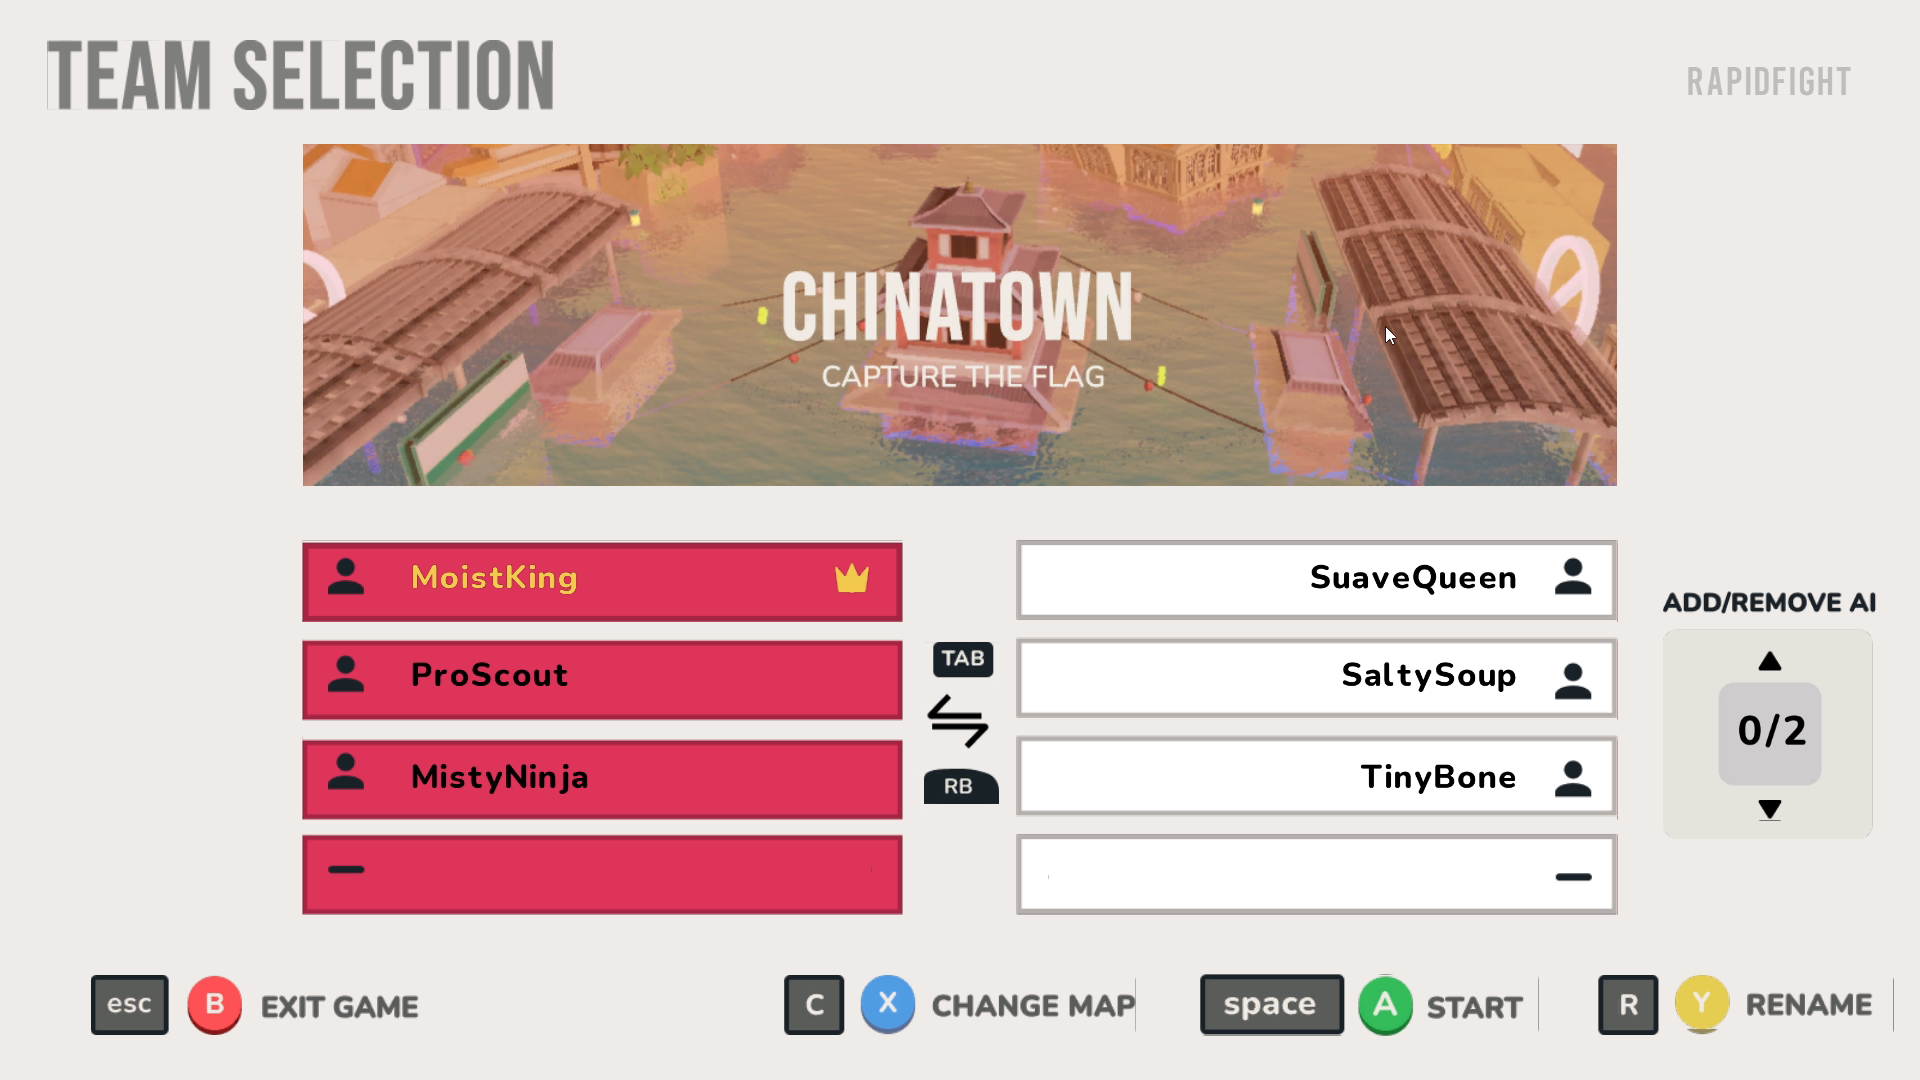 TEAM SELECTION
RAPIDFIGHT
CHINATOWN
CAPTURE THE FLAG
MoistKing
SuaveQueen
ADD/REMOVE AI
TAB
ProScout
SaltySoup
0/2
RB
MistyNinja
TinyBone
esc B EXIT GAME
C X CHANGE MAP
space A START
R Y RENAME